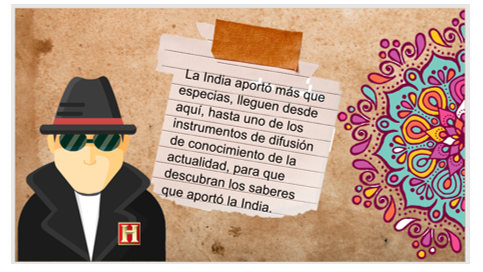 La India aportó más que
especias, lleguen desde
aquí, hasta uno de los
instrumentos de difusión
de conocimiento de la
actualidad, para que
descubran los saberes
que aportó la India.
H